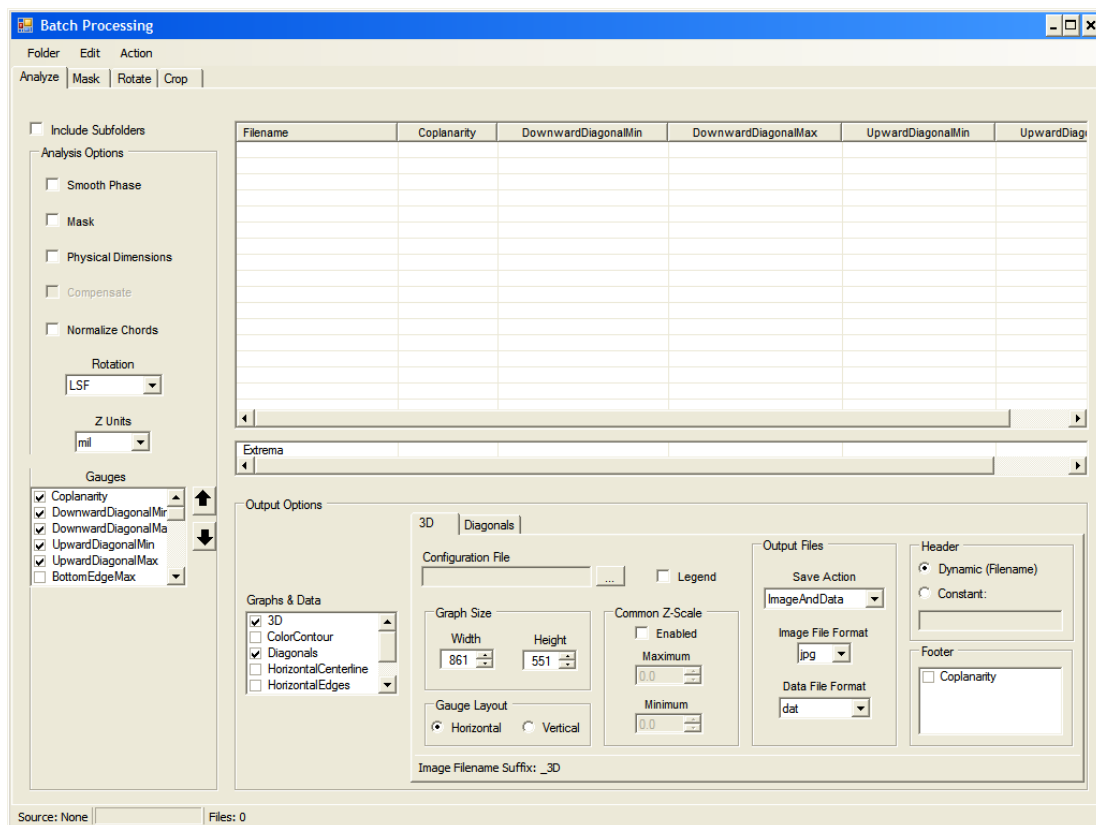 Batch Processing
Folder Edit Action
Analyze Mask Rotate Crop
Include Subfolders
Analysis Options
Smooth Phase
Mask
Physical Dimensions
Compensate
Normalize Chords
Rotation
LSF
Z Units
mil
Gauges
Coplanarity
DownwardDiagonalMin
DownwardDiagonalMa
UpwardDiagonalMin
UpwardDiagonalMax
BottomEdgeMax
Filename Coplanarity DownwardDiagonalMin DownwardDiagonalMax UpwardDiagonalMin UpwardDiago
Extrema
Output Options
Graphs & Data
3D
ColorContour
Diagonals
HorizontalCenterline
HorizontalEdges
3D Diagonals
Configuration File
... Legend
Graph Size
Width Height
861 551
Gauge Layout
Horizontal Vertical
Common Z-Scale
Enabled
Maximum
0.0
Minimum
0.0
Output Files
Save Action
ImageAndData
Image File Format
jpg
Data File Format
dat
Header
Dynamic (Filename)
Constant:
Footer
Coplanarity
Image Filename Suffix: _3D
Source: None Files: 0